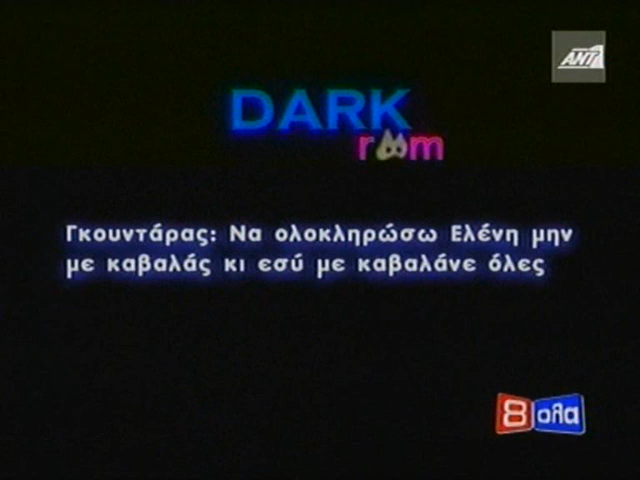 ANT1
DARK
room
Γκουντάρας: Να ολοκληρώσω Ελένη μην
με καβαλάς κι εσύ με καβαλάνε όλες
8 όλα